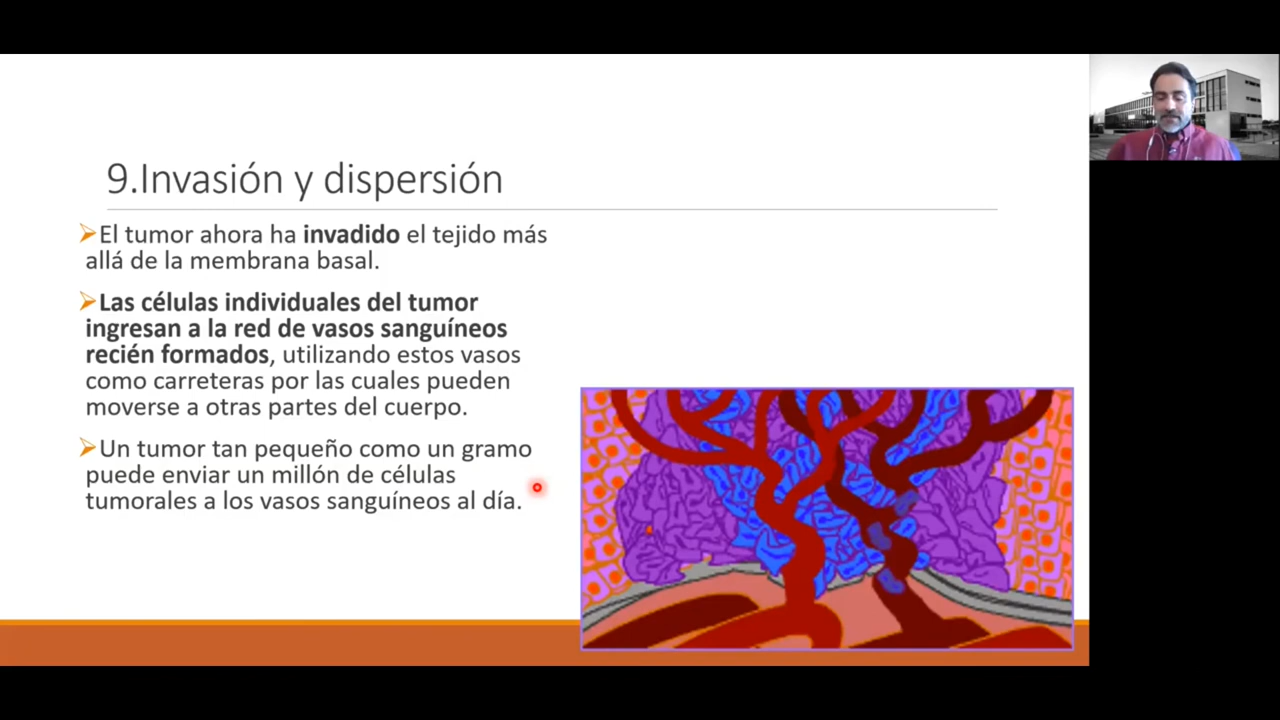 9.Invasión y dispersión
El tumor ahora ha invadido el tejido más
allá de la membrana basal.
Las células individuales del tumor
ingresan a la red de vasos sanguíneos
recién formados, utilizando estos vasos
como carreteras por las cuales pueden
moverse a otras partes del cuerpo.
Un tumor tan pequeño como un gramo
puede enviar un millón de células
tumorales a los vasos sanguíneos al día.